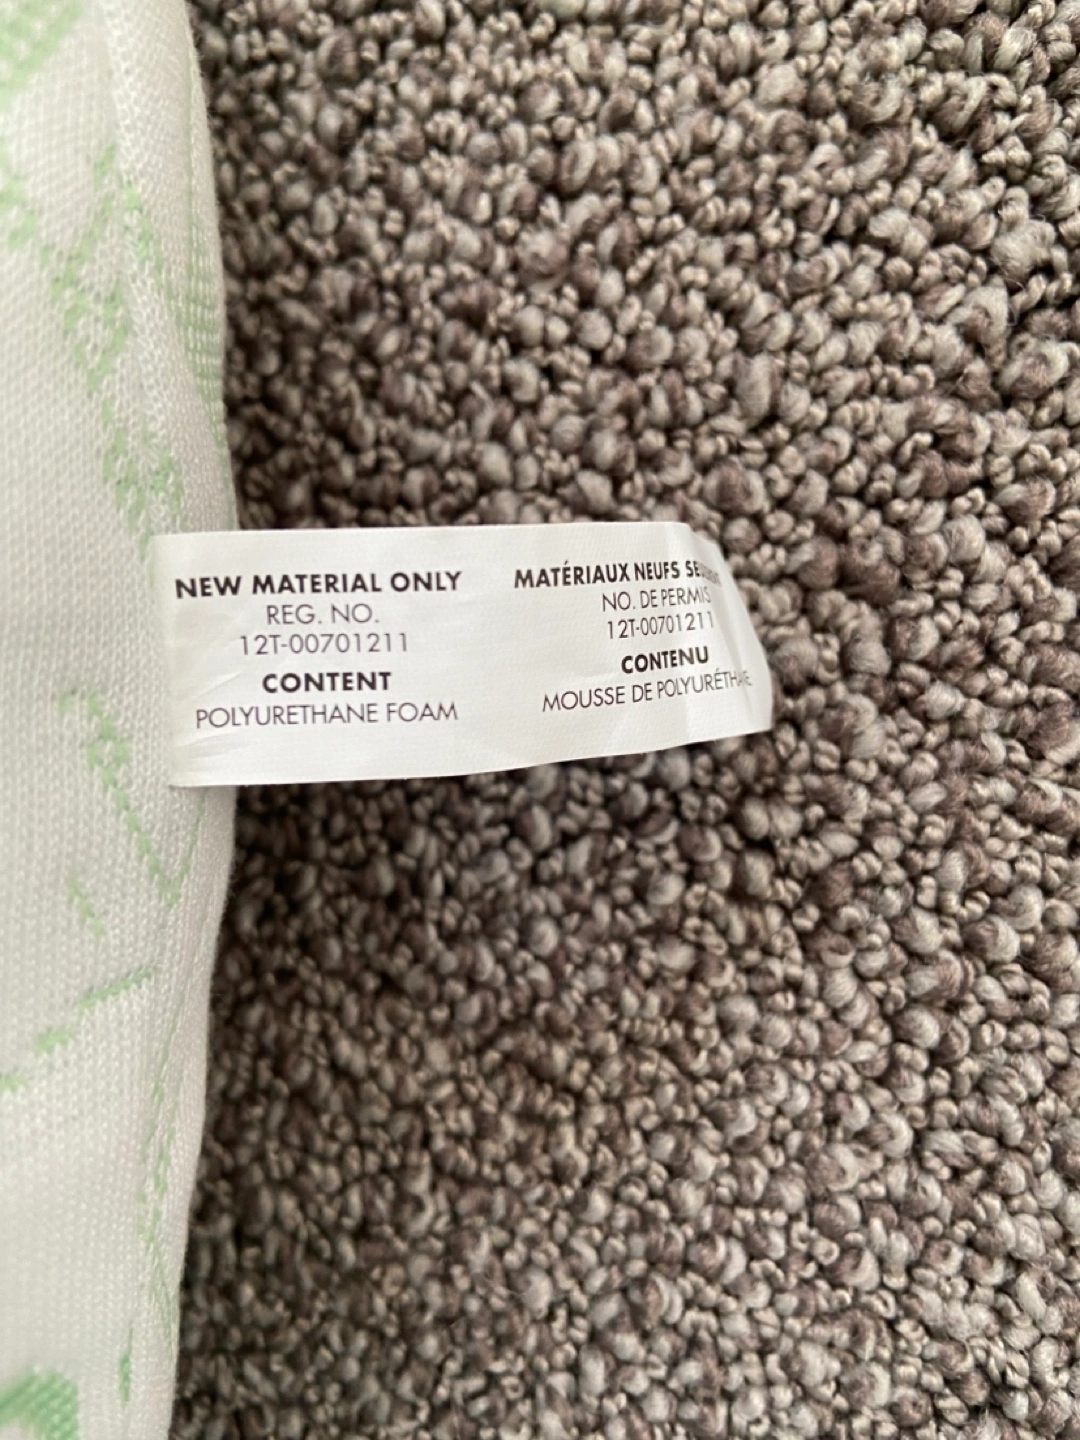 NEW MATERIAL ONLY
REG. NO.
12T-00701211
CONTENT
POLYURETHANE FOAM
MATÉRIAUX NEUFS
NO. DE PERMIS
12T-00701211
CONTENU
MOUSSE DE POLYURÉTHANE